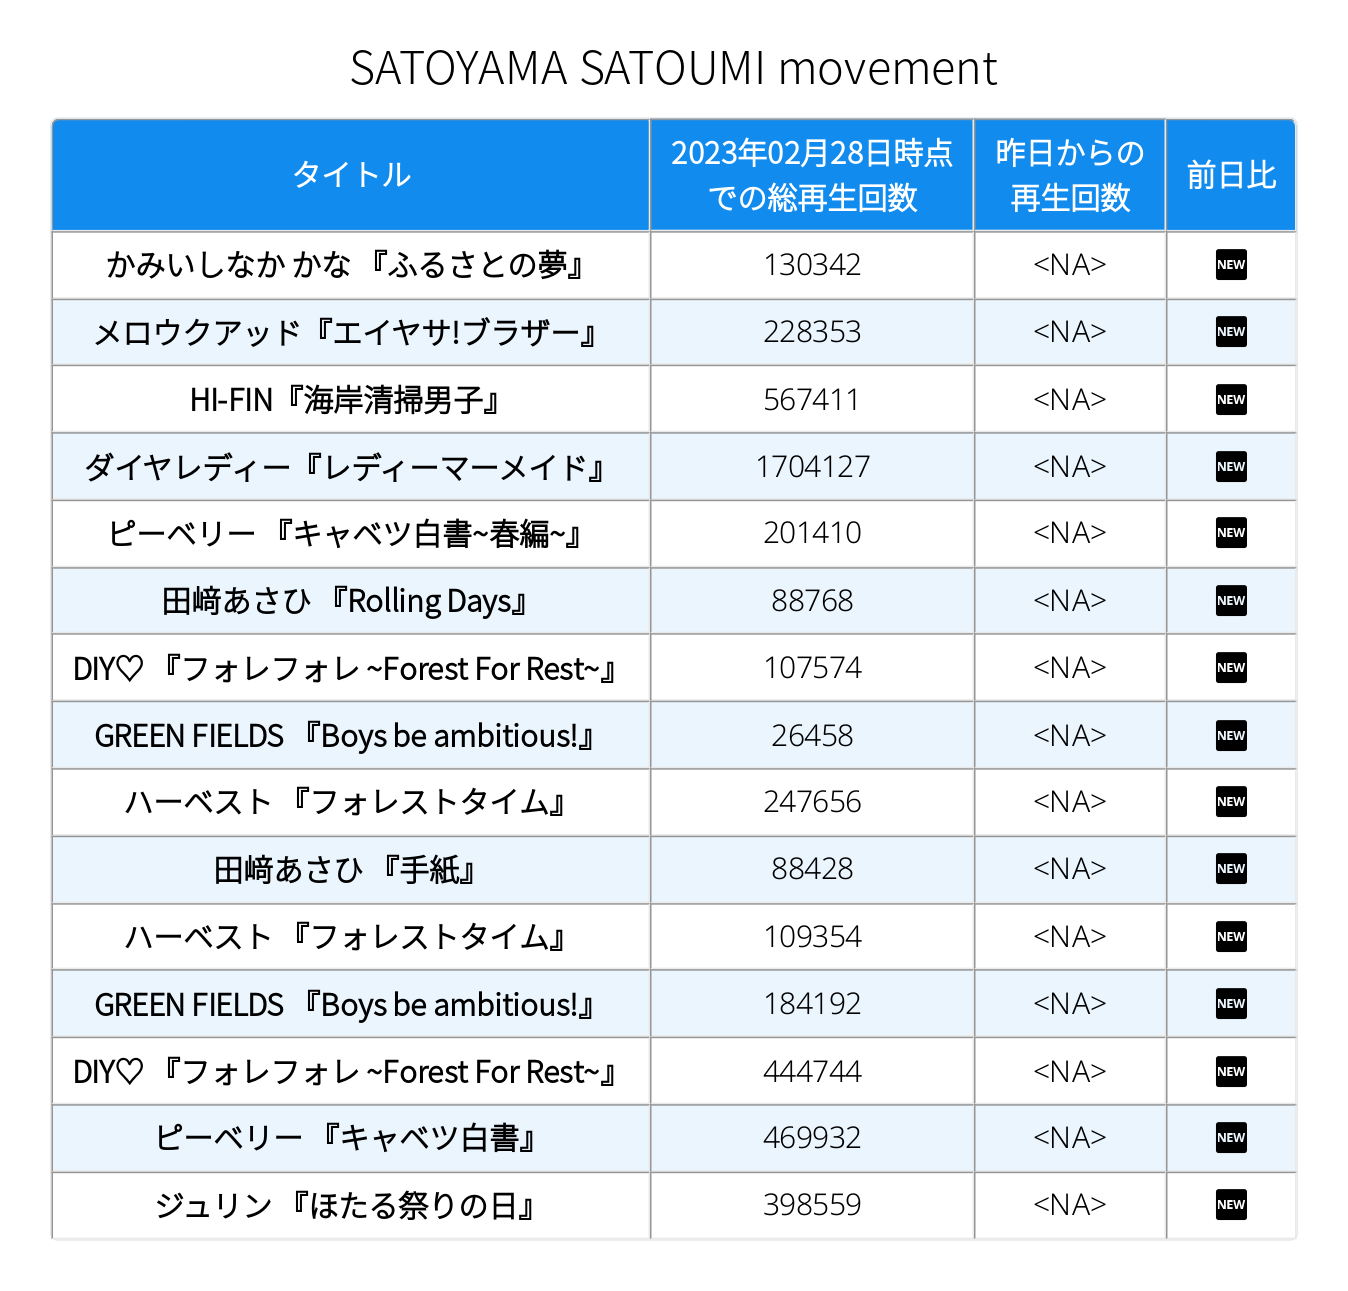 SATOYAMA SATOUMI movement
タイトル 2023年02月28日時点での総再生回数 昨日からの再生回数 前日比
かみいしなか かな 『ふるさとの夢』 130342 <NA> NEW
メロウクアッド『エイヤサ!ブラザー』 228353 <NA> NEW
HI-FIN『海岸清掃男子』 567411 <NA> NEW
ダイヤレディー『レディーマーメイド』 1704127 <NA> NEW
ピーベリー 『キャベツ白書~春編~』 201410 <NA> NEW
田﨑あさひ 『Rolling Days』 88768 <NA> NEW
DIY♡ 『フォレフォレ ~Forest For Rest~』 107574 <NA> NEW
GREEN FIELDS 『Boys be ambitious!』 26458 <NA> NEW
ハーベスト 『フォレストタイム』 247656 <NA> NEW
田﨑あさひ 『手紙』 88428 <NA> NEW
ハーベスト 『フォレストタイム』 109354 <NA> NEW
GREEN FIELDS 『Boys be ambitious!』 184192 <NA> NEW
DIY♡ 『フォレフォレ ~Forest For Rest~』 444744 <NA> NEW
ピーベリー 『キャベツ白書』 469932 <NA> NEW
ジュリン 『ほたる祭りの日』 398559 <NA> NEW